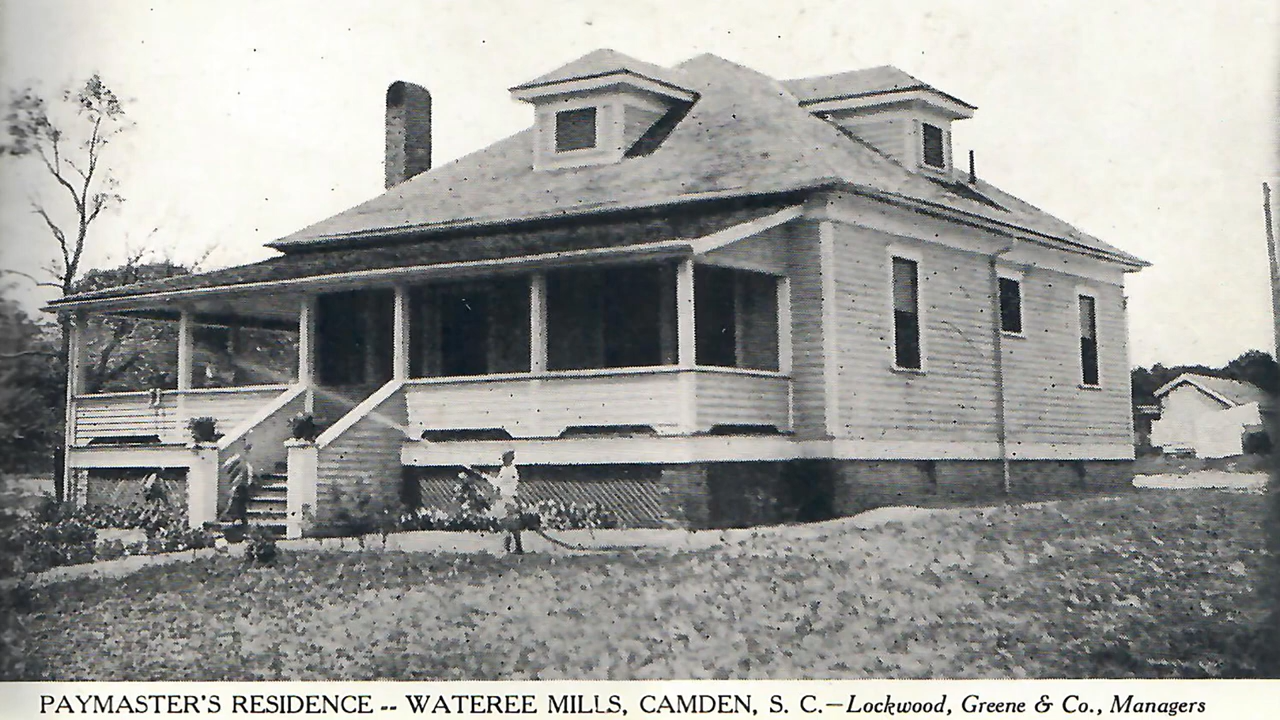 PAYMASTER'S RESIDENCE -- WATEREE MILLS, CAMDEN, S. C.—Lockwood, Greene & Co., Managers